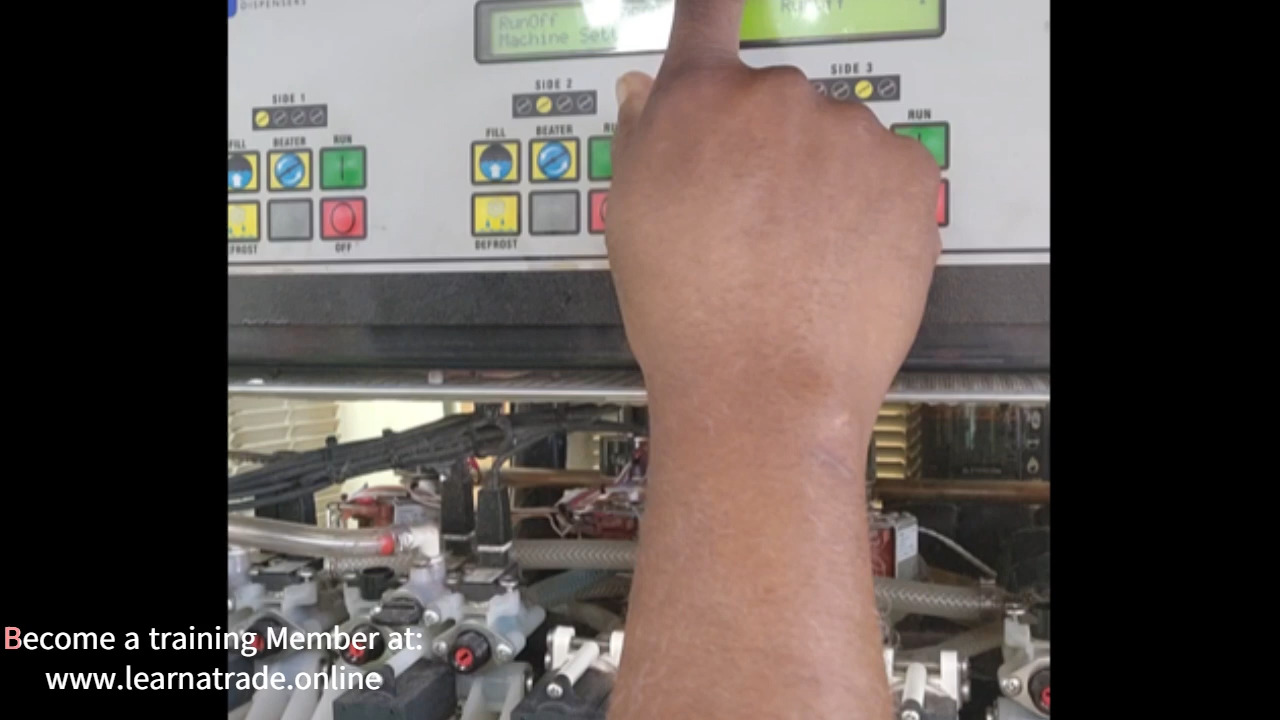 DISPENSERS
RunOff
Machine Set
SIDE 1
SIDE 2
SIDE 3
FILL
BEATER
RUN
FILL
BEATER
RUN
OFF
DEFROST
Become a training Member at:
www.learnatrade.online